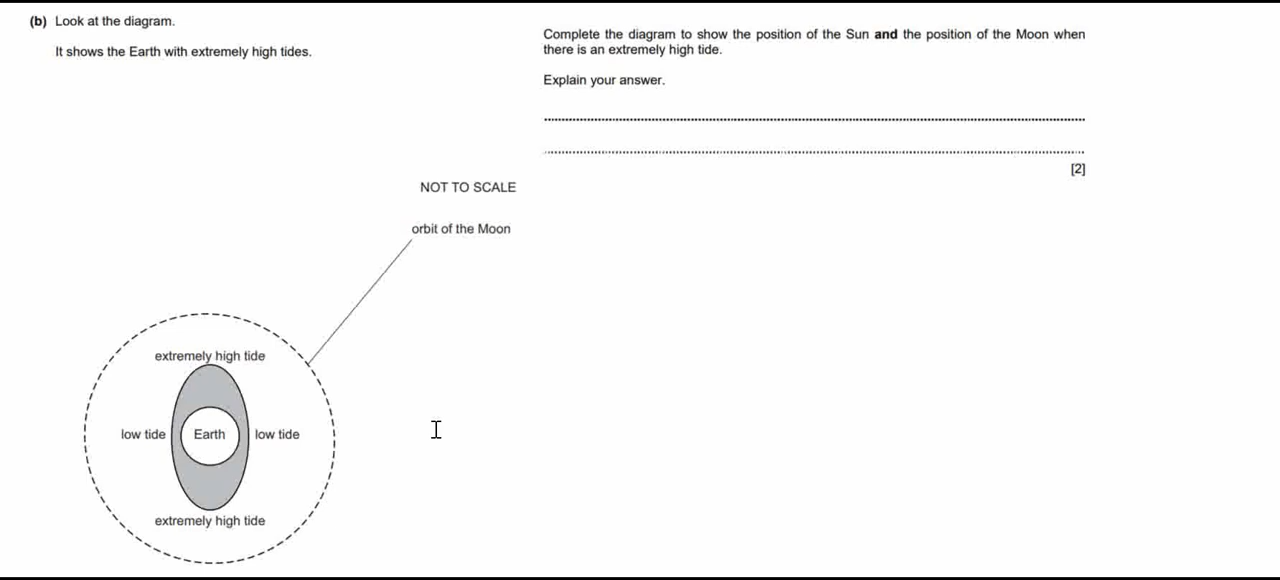 (b) Look at the diagram.
It shows the Earth with extremely high tides.
Complete the diagram to show the position of the Sun and the position of the Moon when
there is an extremely high tide.
Explain your answer.
[2]
NOT TO SCALE
orbit of the Moon
extremely high tide
low tide
Earth
low tide
extremely high tide